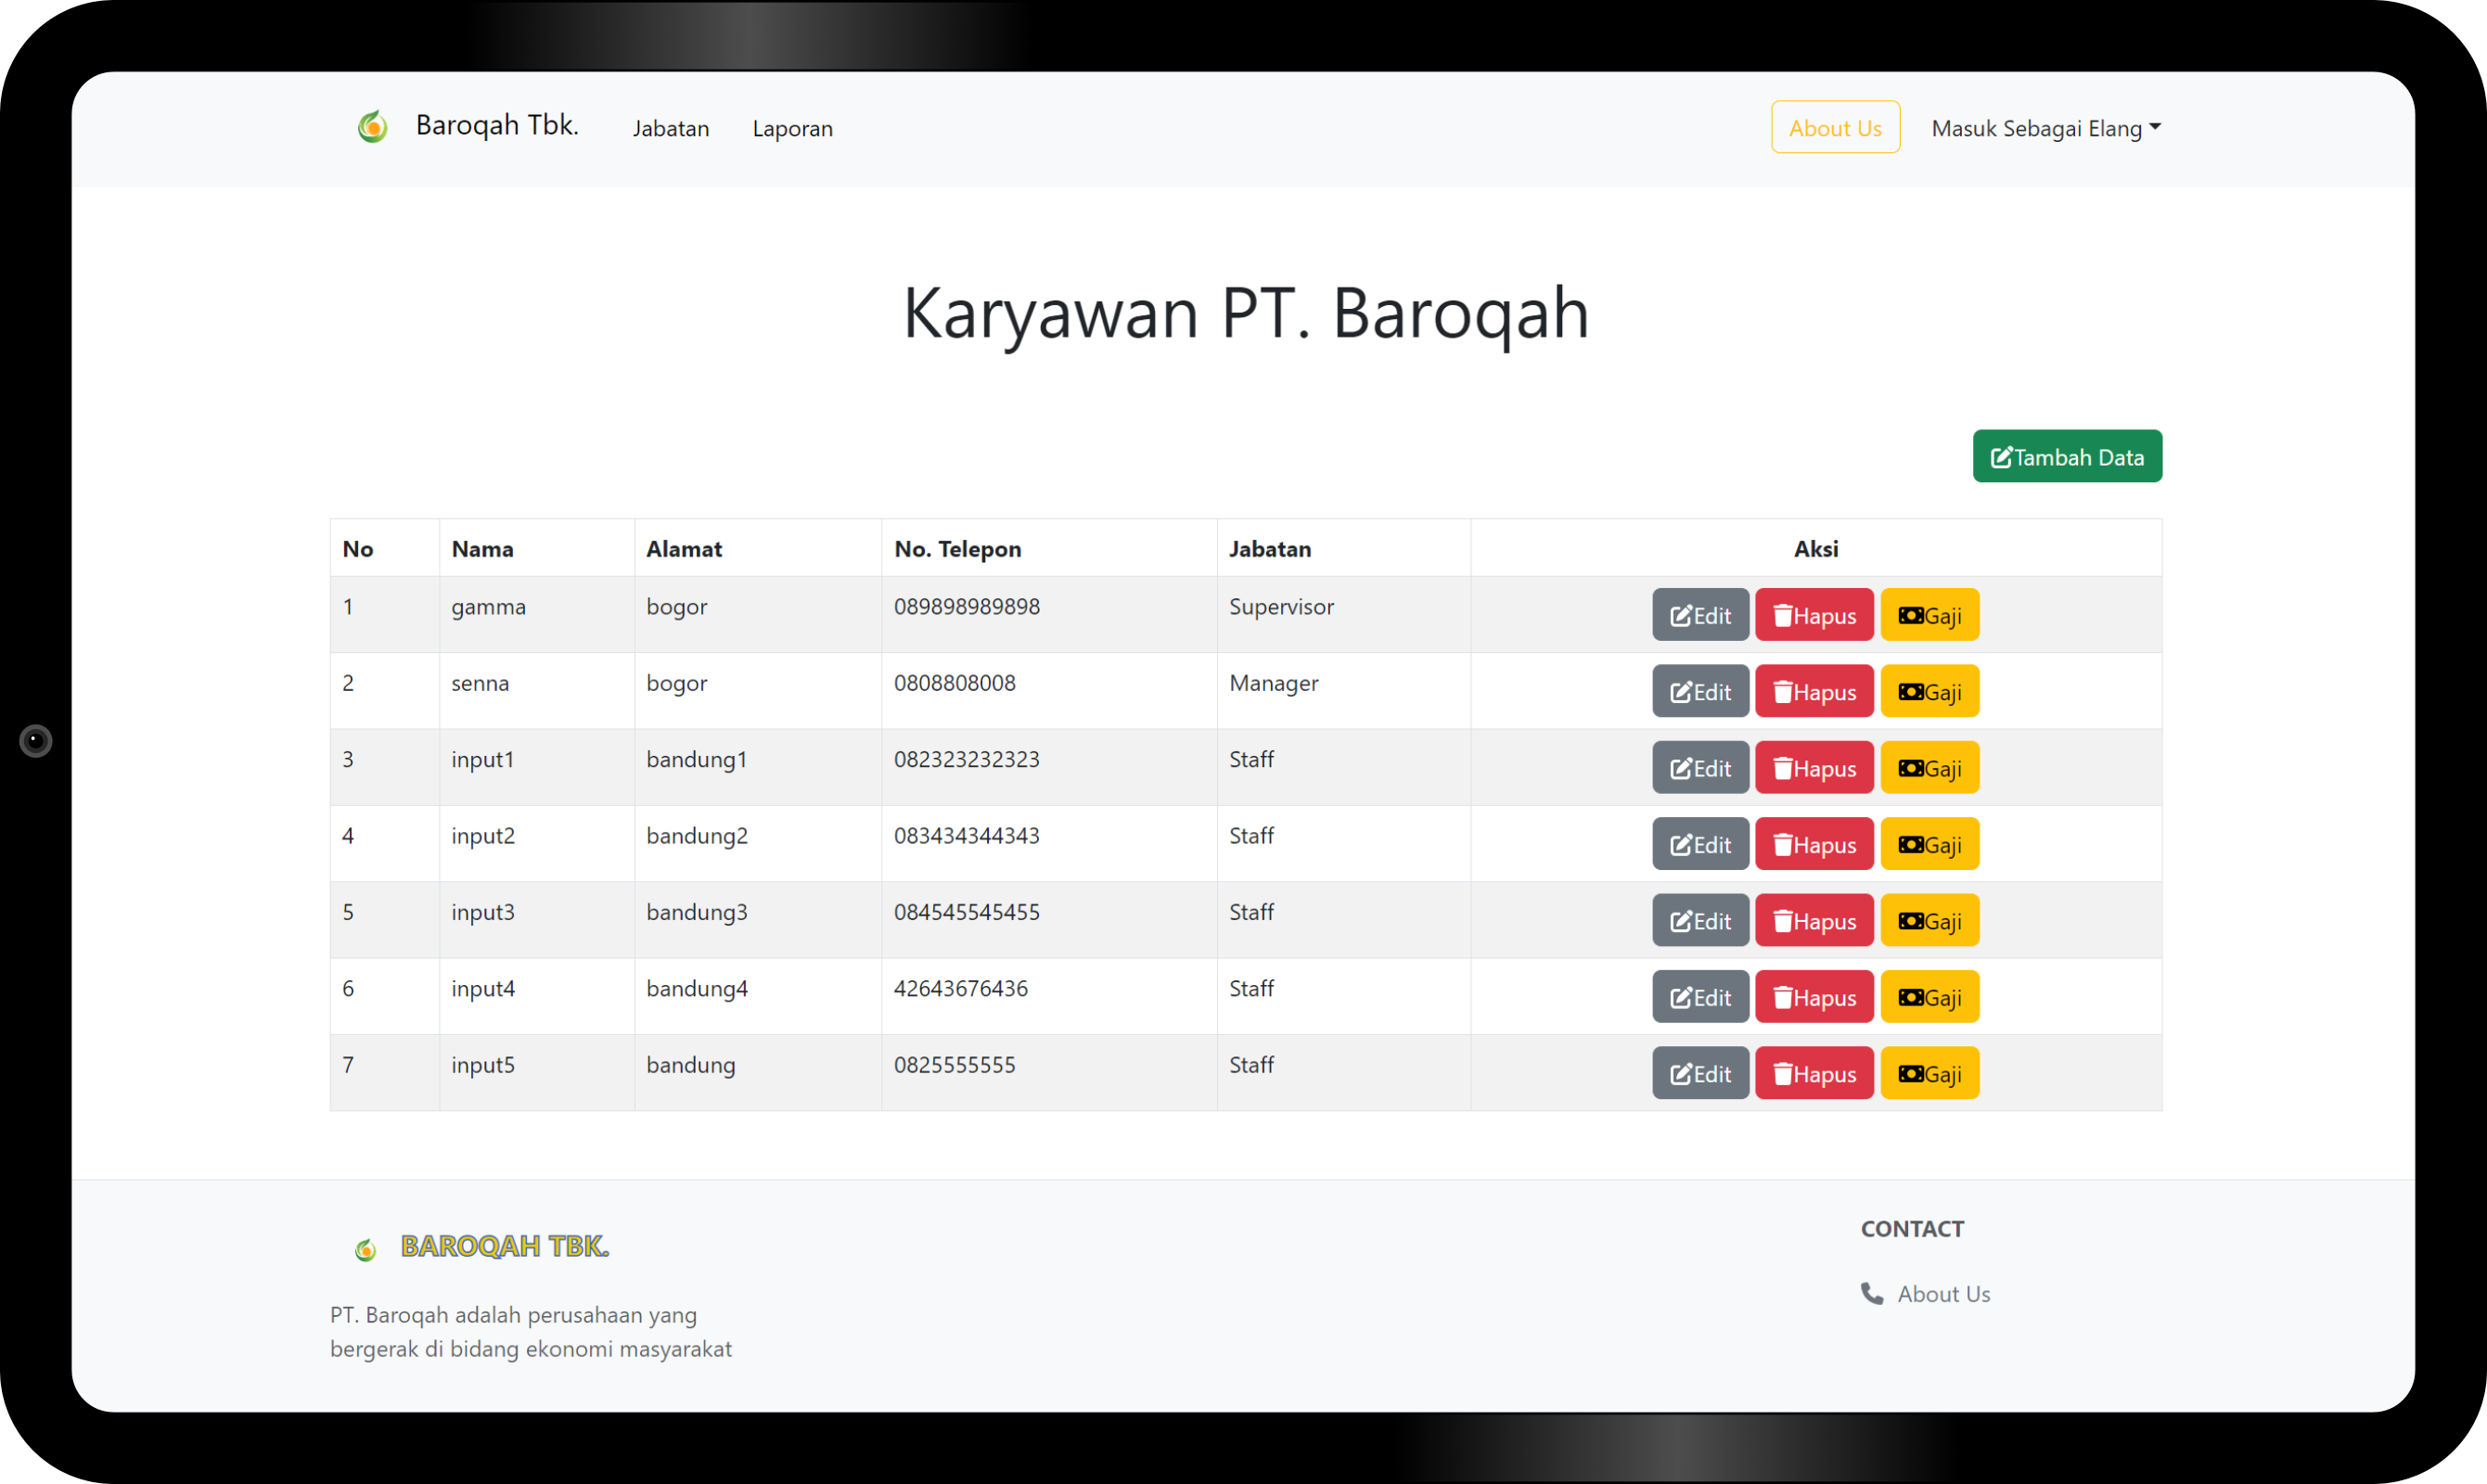 Baroqah Tbk. Jabatan Laporan About Us Masuk Sebagai Elang
Karyawan PT. Baroqah
Tambah Data
No Nama Alamat No. Telepon Jabatan Aksi
1 gamma bogor 089898989898 Supervisor Edit Hapus Gaji
2 senna bogor 0808808008 Manager Edit Hapus Gaji
3 input1 bandung1 082323232323 Staff Edit Hapus Gaji
4 input2 bandung2 083434344343 Staff Edit Hapus Gaji
5 input3 bandung3 084545545455 Staff Edit Hapus Gaji
6 input4 bandung4 42643676436 Staff Edit Hapus Gaji
7 input5 bandung 0825555555 Staff Edit Hapus Gaji
BAROQAH TBK.
PT. Baroqah adalah perusahaan yang
bergerak di bidang ekonomi masyarakat
CONTACT
About Us